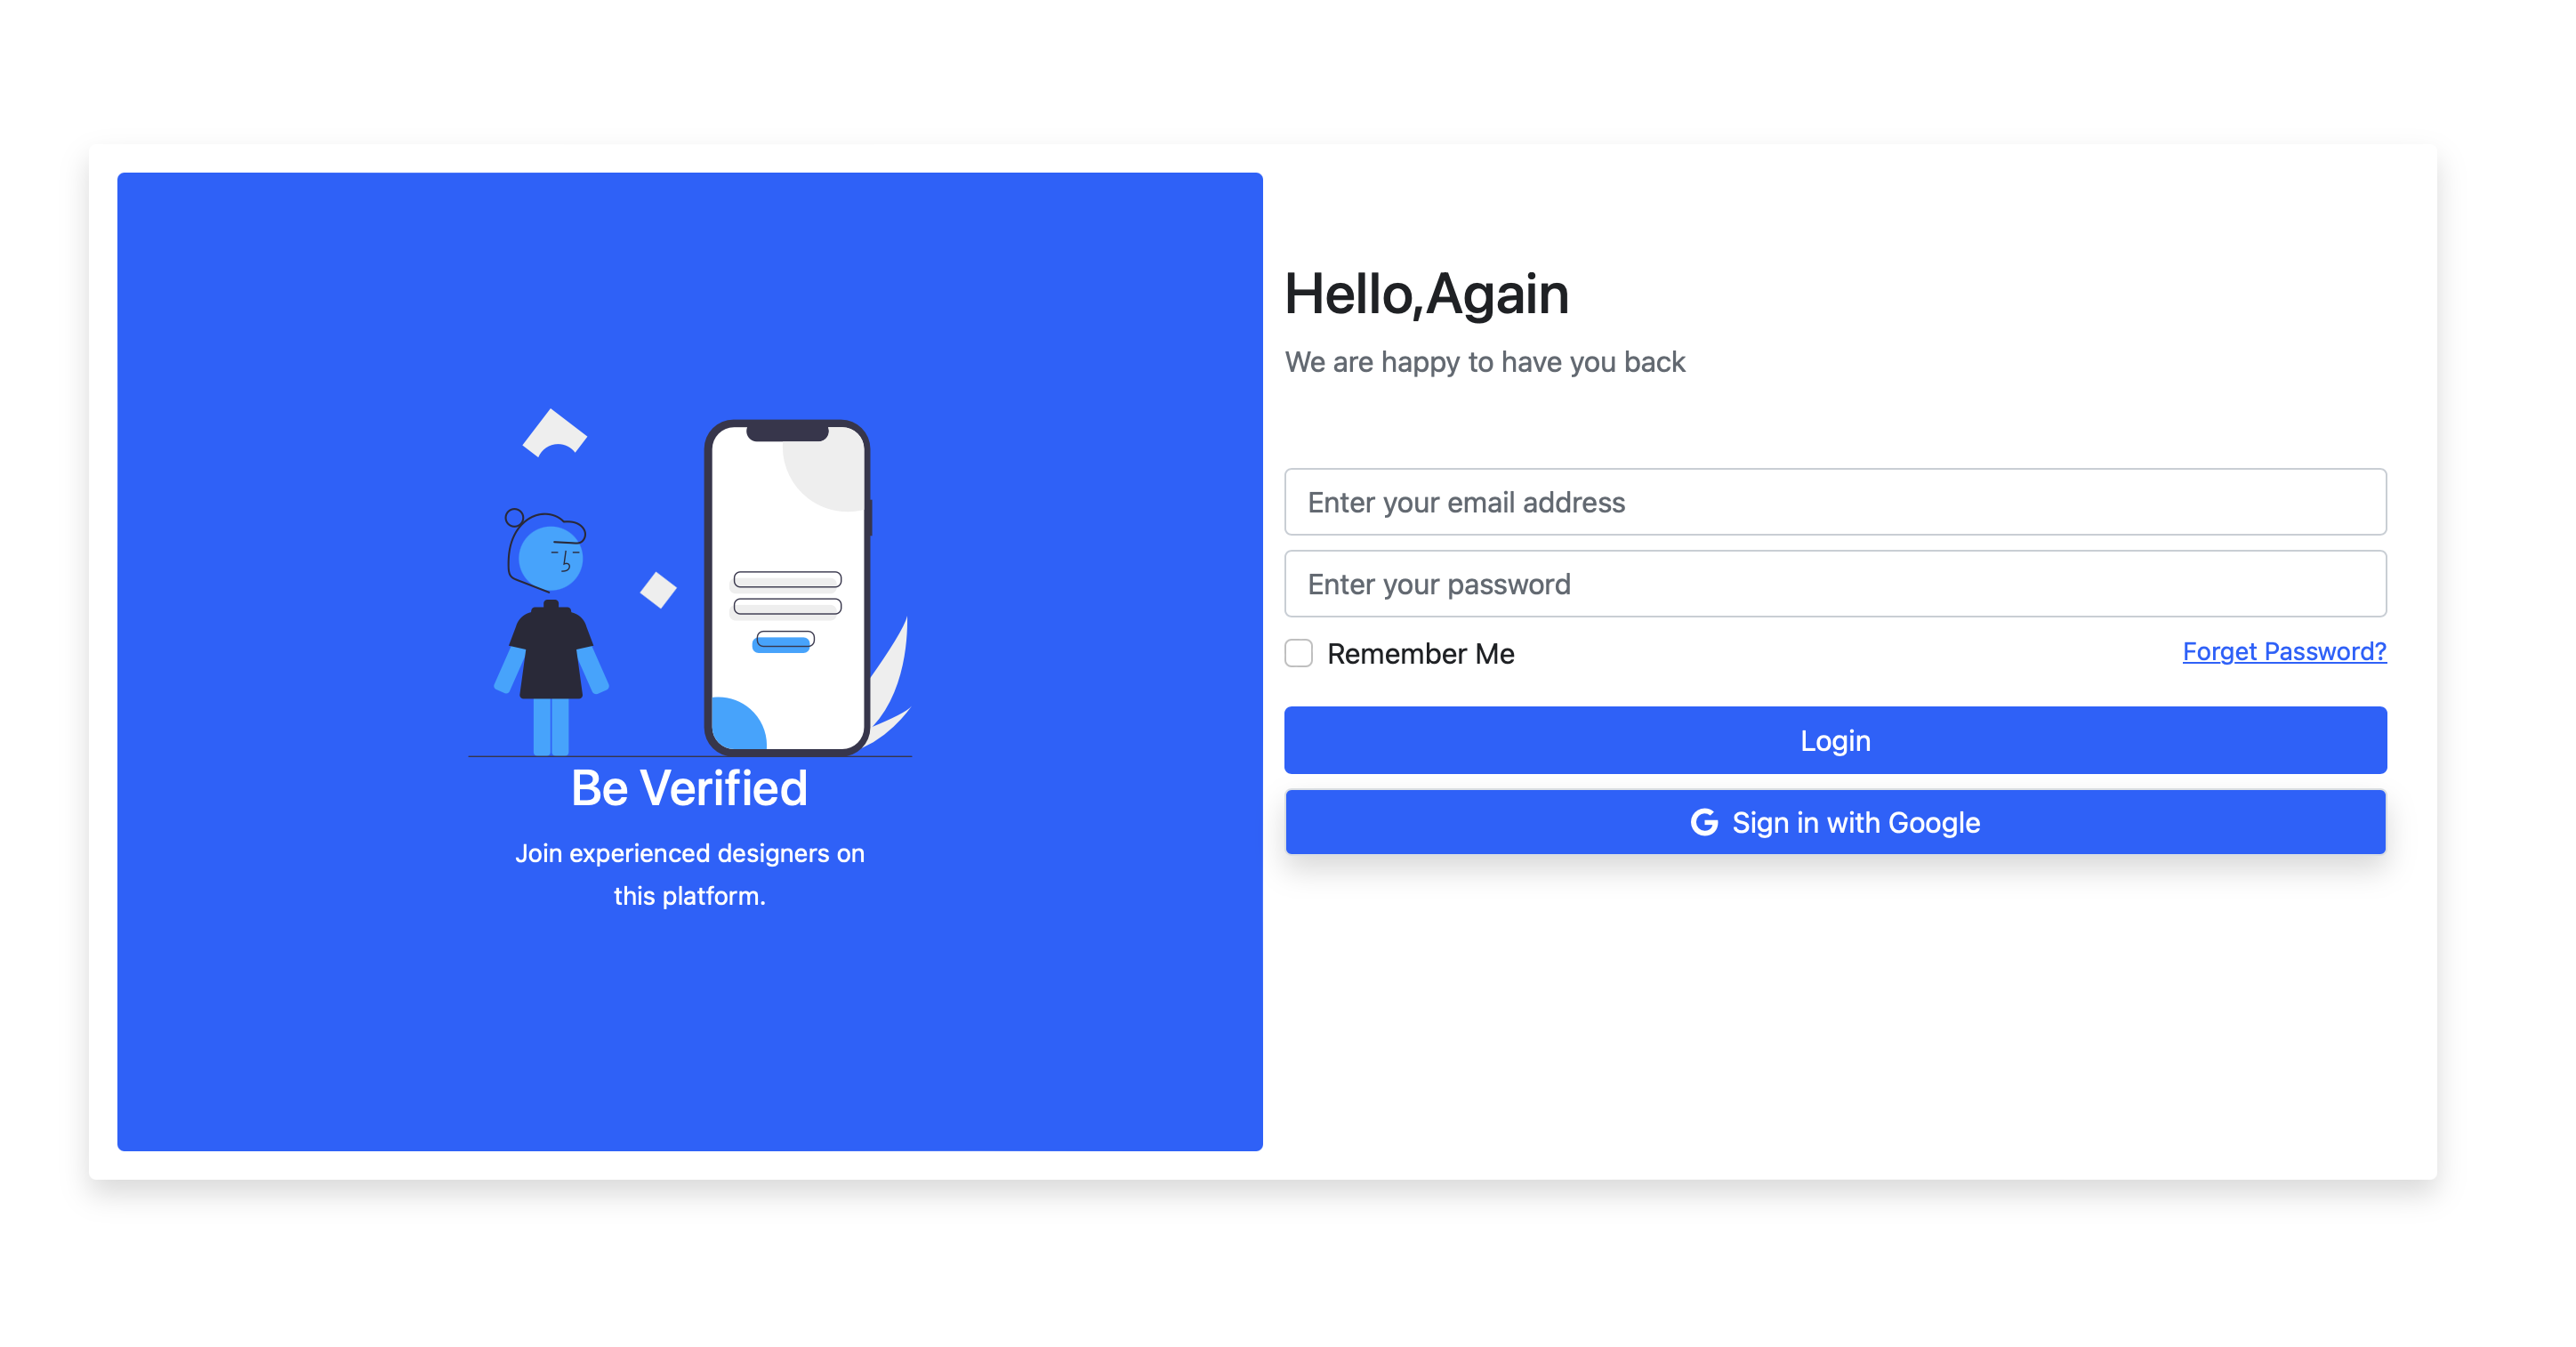 Be Verified
Join experienced designers on
this platform.
Hello,Again
We are happy to have you back
Enter your email address
Enter your password
Remember Me
Forget Password?
Login
Sign in with Google